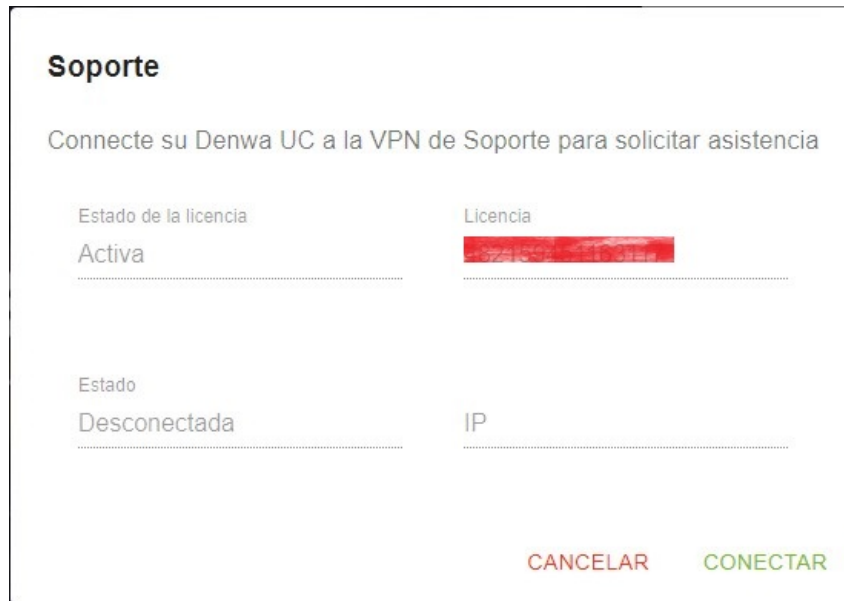 Soporte
Connecte su Denwa UC a la VPN de Soporte para solicitar asistencia
Estado de la licencia
Licencia
Activa
Estado
Desconectada
IP
CANCELAR
CONECTAR